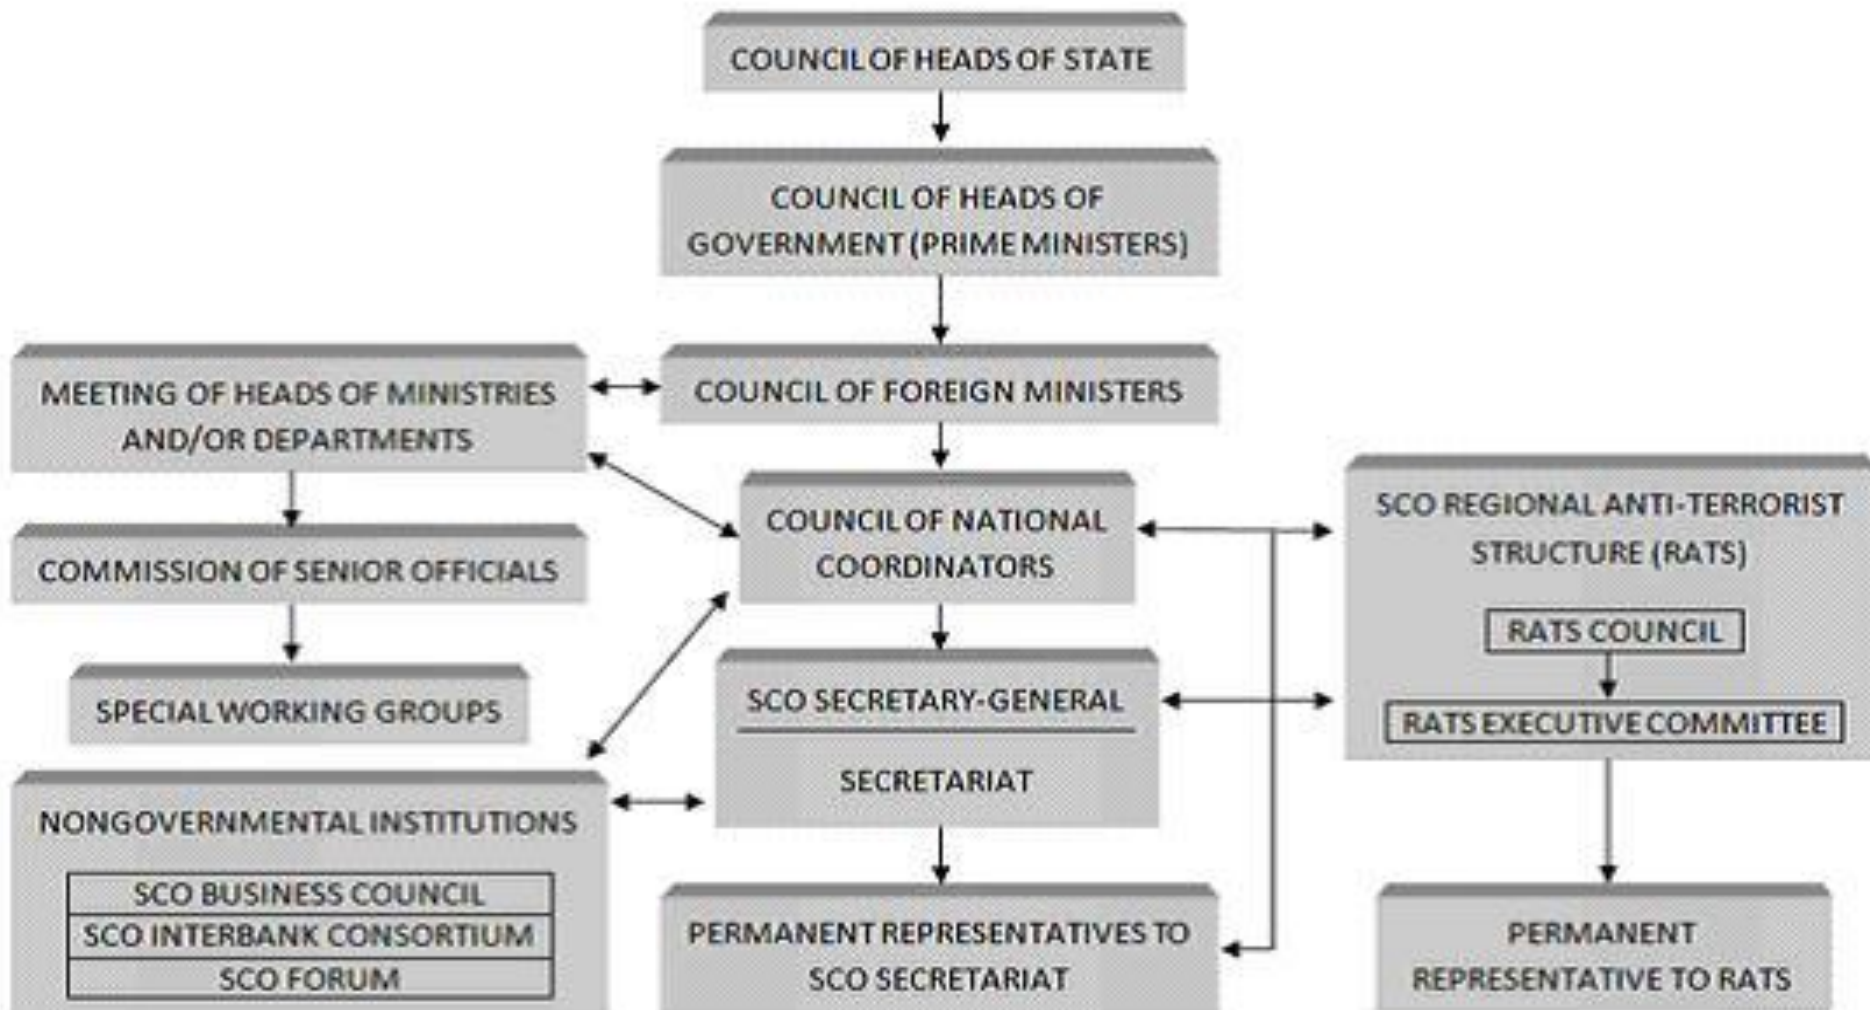 COUNCIL OF HEADS OF STATE
COUNCIL OF HEADS OF
GOVERNMENT (PRIME MINISTERS)
MEETING OF HEADS OF MINISTRIES
AND/OR DEPARTMENTS
COUNCIL OF FOREIGN MINISTERS
COUNCIL OF NATIONAL
COORDINATORS
SCO REGIONAL ANTI-TERRORIST
STRUCTURE (RATS)
RATS COUNCIL
RATS EXECUTIVE COMMITTEE
COMMISSION OF SENIOR OFFICIALS
SPECIAL WORKING GROUPS
SCO SECRETARY-GENERAL
SECRETARIAT
NONGOVERNMENTAL INSTITUTIONS
SCO BUSINESS COUNCIL
SCO INTERBANK CONSORTIUM
SCO FORUM
PERMANENT REPRESENTATIVES TO
SCO SECRETARIAT
PERMANENT
REPRESENTATIVE TO RATS